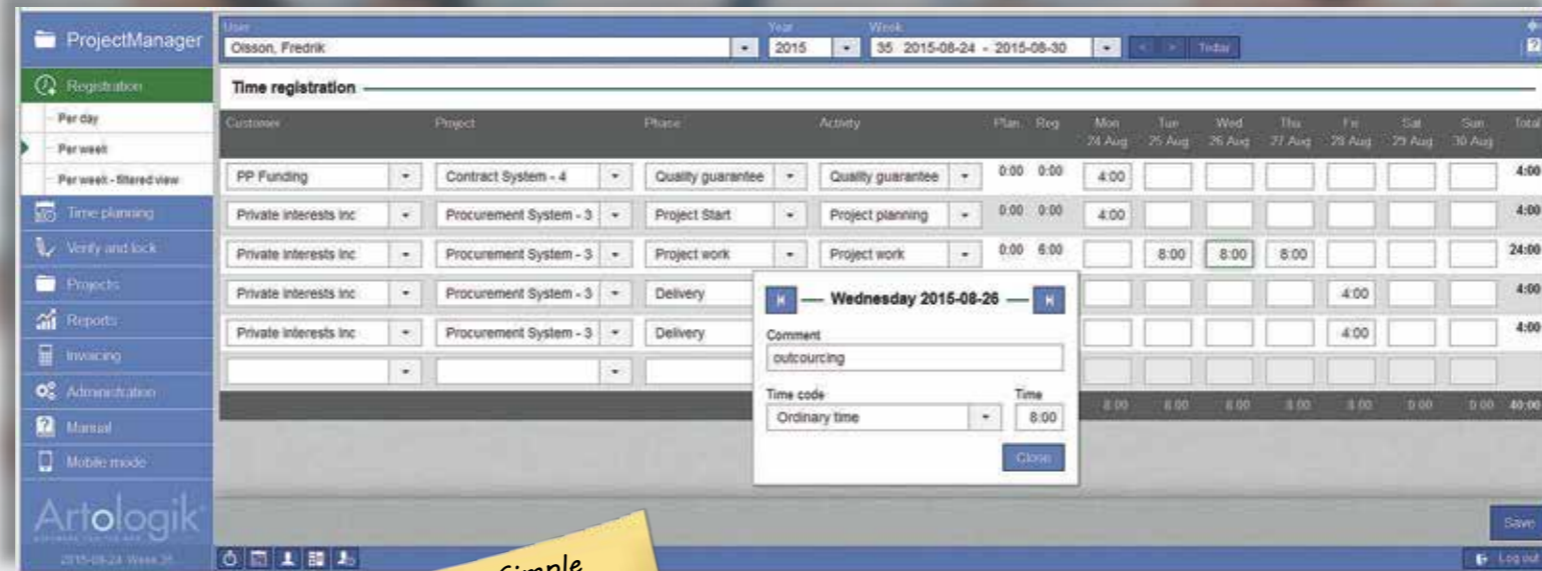 ProjectManager
User Year Week
Olsson, Fredrik 2015 35 2015-08-24 - 2015-08-30 < > Today
Registration
Per day
Per week
Per week - filtered view
Time planning
Verify and lock
Projects
Reports
Invoicing
Administration
Manual
Mobile mode
Artologik
2015-08-24 Week 35
Time registration
Customer Project Phase Activity Plan. Reg. Mon Tue Wed Thu Fri Sat Sun Total
24 Aug 25 Aug 26 Aug 27 Aug 28 Aug 29 Aug 30 Aug
PP Funding Contract System - 4 Quality guarantee Quality guarantee 0:00 0:00 4:00 4:00
Private interests Inc Procurement System - 3 Project Start Project planning 0:00 0:00 4:00 4:00
Private interests Inc Procurement System - 3 Project work Project work 0:00 6:00 8:00 8:00 8:00 24:00
Private interests Inc Procurement System - 3 Delivery 4:00 4:00
Private interests Inc Procurement System - 3 Delivery 4:00 4:00
8:00 8:00 8:00 8:00 8:00 0:00 0:00 40:00
Wednesday 2015-08-26
Comment
outcourcing
Time code Time
Ordinary time 8:00
Close
Save
Log out
Simple